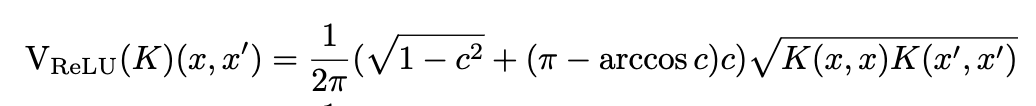 V_ReLU(K)(x, x′) = 1/2π (√(1 − c²) + (π − arccos c)c)√(K(x, x)K(x′, x′))